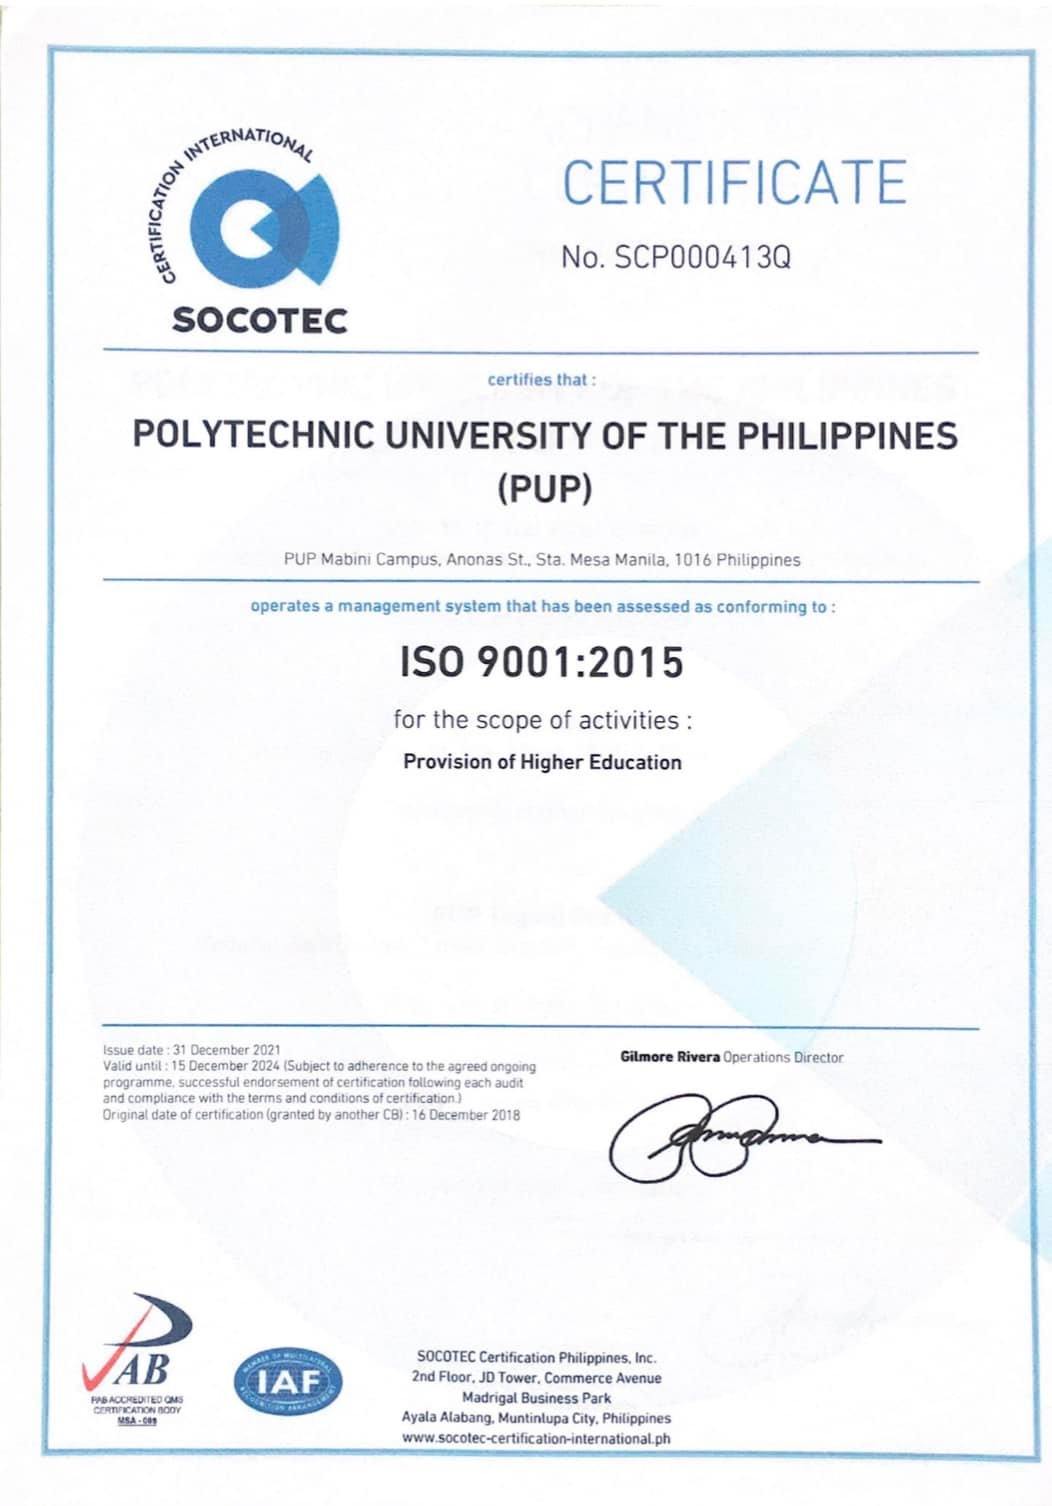 CERTIFICATION INTERNATIONAL
SOCOTEC
CERTIFICATE
No. SCP000413Q
certifies that :
POLYTECHNIC UNIVERSITY OF THE PHILIPPINES
(PUP)
PUP Mabini Campus, Anonas St., Sta. Mesa Manila, 1016 Philippines
operates a management system that has been assessed as conforming to :
ISO 9001:2015
for the scope of activities :
Provision of Higher Education
Issue date : 31 December 2021
Valid until : 15 December 2024 (Subject to adherence to the agreed ongoing
programme, successful endorsement of certification following each audit
and compliance with the terms and conditions of certification.)
Original date of certification (granted by another CB) : 16 December 2018
Gilmore Rivera Operations Director
PAB
PAB ACCREDITED QMS
CERTIFICATION BODY
MSA - 009
MEMBER OF MULTILATERAL
IAF
RECOGNITION ARRANGEMENT
SOCOTEC Certification Philippines, Inc.
2nd Floor, JD Tower, Commerce Avenue
Madrigal Business Park
Ayala Alabang, Muntinlupa City, Philippines
www.socotec-certification-international.ph